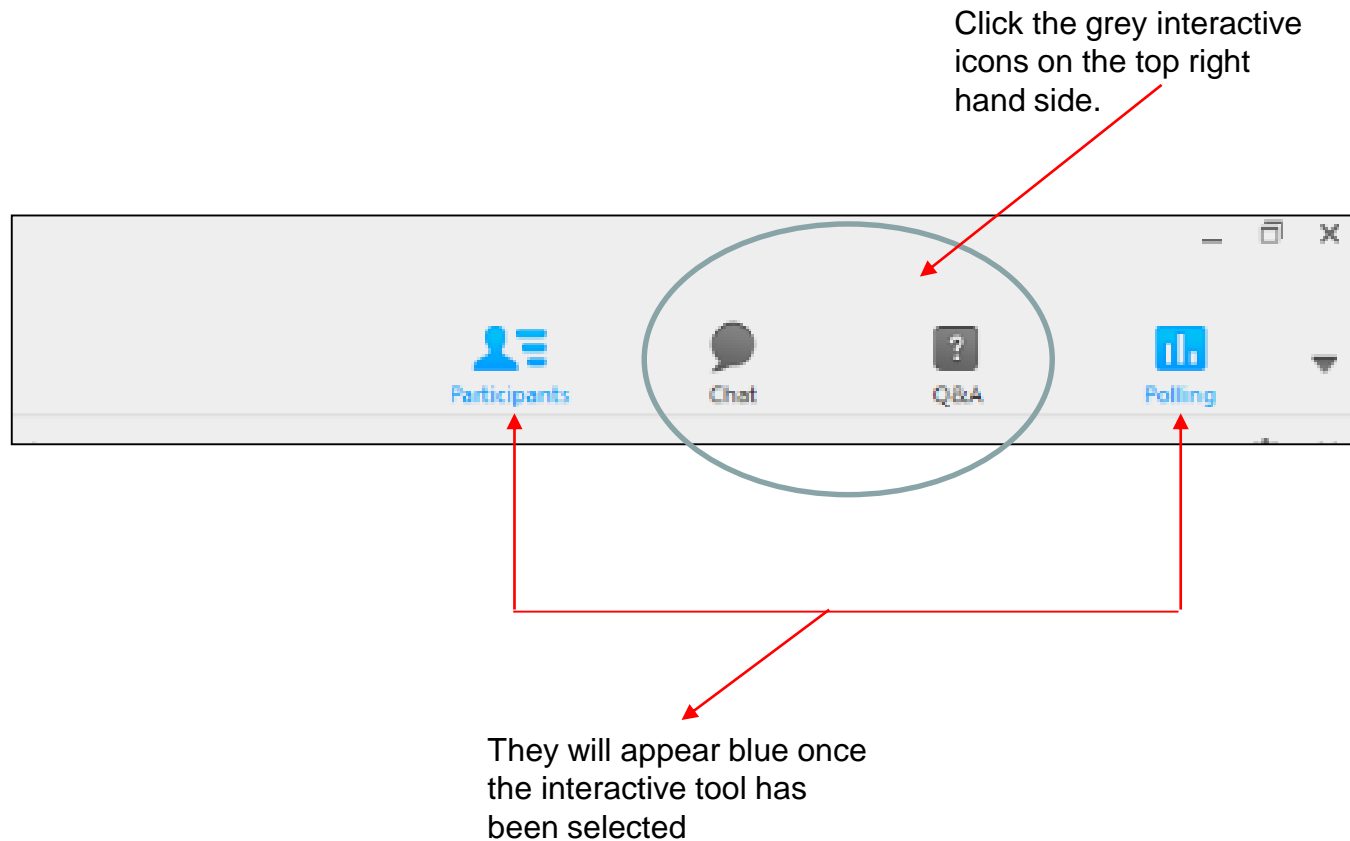 Click the grey interactive
icons on the top right
hand side.
Participants
Chat
Q&A
Polling
They will appear blue once
the interactive tool has
been selected